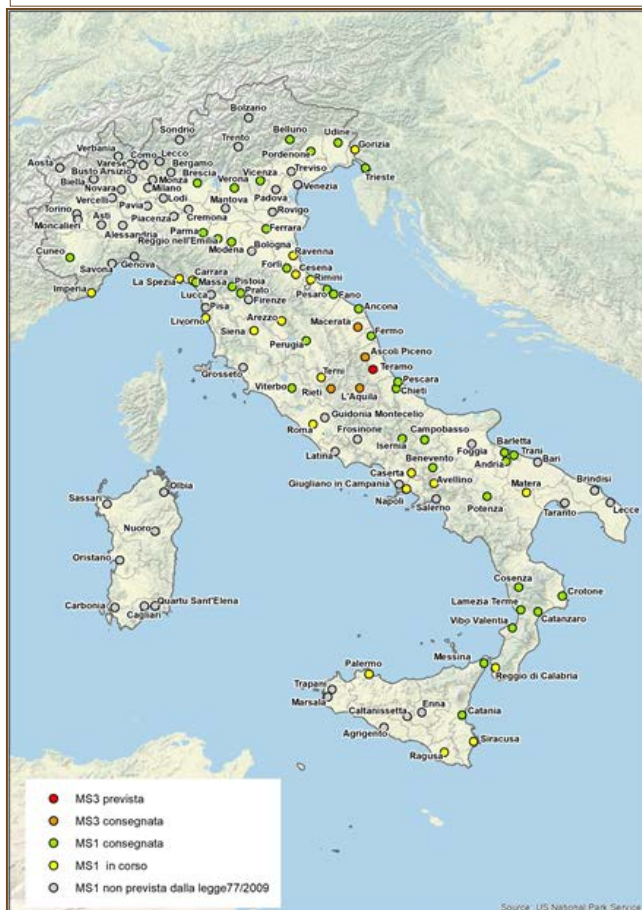 Bolzano
Sondrio
Belluno
Udine
Verbania
Trento
Gorizia
Como
Lecco
Pordenone
Aosta
Varese
Bergamo
Treviso
Busto Arsizio
Brescia
Vicenza
Trieste
Biella
Monza
Verona
Novara
Milano
Venezia
Vercelli
Lodi
Mantova
Padova
Torino
Pavia
Cremona
Rovigo
Asti
Piacenza
Moncalieri
Parma
Ferrara
Alessandria
Reggio nell'Emilia
Bologna
Cuneo
Modena
Ravenna
Genova
Forlì
Cesena
Savona
Carrara
Rimini
La Spezia
Massa
Pistoia
Imperia
Prato
Pesaro
Fano
Lucca
Firenze
Pisa
Ancona
Livorno
Arezzo
Macerata
Siena
Fermo
Perugia
Ascoli Piceno
Terni
Teramo
Grosseto
Pescara
Viterbo
Rieti
L'Aquila
Chieti
Guidonia Montecelio
Roma
Frosinone
Campobasso
Barletta
Isernia
Foggia
Trani
Latina
Benevento
Bari
Andria
Caserta
Brindisi
Giugliano in Campania
Avellino
Matera
Olbia
Napoli
Salerno
Potenza
Taranto
Lecce
Sassari
Nuoro
Oristano
Cosenza
Crotone
Carbonia
Quartu Sant'Elena
Lamezia Terme
Cagliari
Catanzaro
Vibo Valentia
Messina
Palermo
Reggio di Calabria
Trapani
Enna
Marsala
Caltanissetta
Catania
Agrigento
Siracusa
Ragusa
MS3 prevista
MS3 consegnata
MS1 consegnata
MS1 in corso
MS1 non prevista dalla legge77/2009
Source: US National Park Service